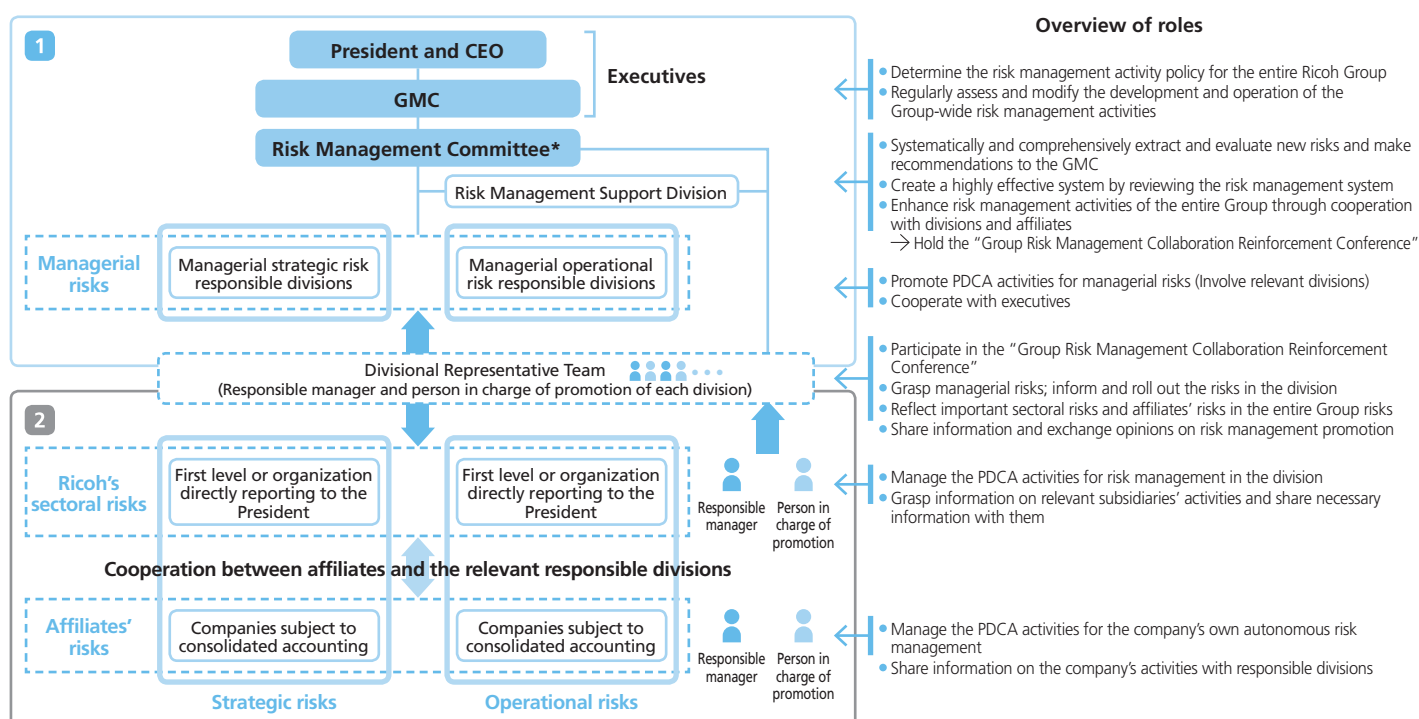 Overview of roles
1
President and CEO
Executives
GMC
Risk Management Committee*
Risk Management Support Division
Managerial
risks
Managerial strategic risk
responsible divisions
Managerial operational
risk responsible divisions
Divisional Representative Team
(Responsible manager and person in charge of promotion of each division)
2
Ricoh's
sectoral risks
First level or organization
directly reporting to the
President
First level or organization
directly reporting to the
President
Responsible
manager
Person in
charge of
promotion
Cooperation between affiliates and the relevant responsible divisions
Affiliates'
risks
Companies subject to
consolidated accounting
Companies subject to
consolidated accounting
Responsible
manager
Person in
charge of
promotion
Strategic risks
Operational risks
• Determine the risk management activity policy for the entire Ricoh Group
• Regularly assess and modify the development and operation of the
Group-wide risk management activities
• Systematically and comprehensively extract and evaluate new risks and make
recommendations to the GMC
• Create a highly effective system by reviewing the risk management system
• Enhance risk management activities of the entire Group through cooperation
with divisions and affiliates
→ Hold the “Group Risk Management Collaboration Reinforcement Conference”
• Promote PDCA activities for managerial risks (Involve relevant divisions)
• Cooperate with executives
• Participate in the “Group Risk Management Collaboration Reinforcement
Conference”
• Grasp managerial risks; inform and roll out the risks in the division
• Reflect important sectoral risks and affiliates' risks in the entire Group risks
• Share information and exchange opinions on risk management promotion
• Manage the PDCA activities for risk management in the division
• Grasp information on relevant subsidiaries' activities and share necessary
information with them
• Manage the PDCA activities for the company's own autonomous risk
management
• Share information on the company's activities with responsible divisions